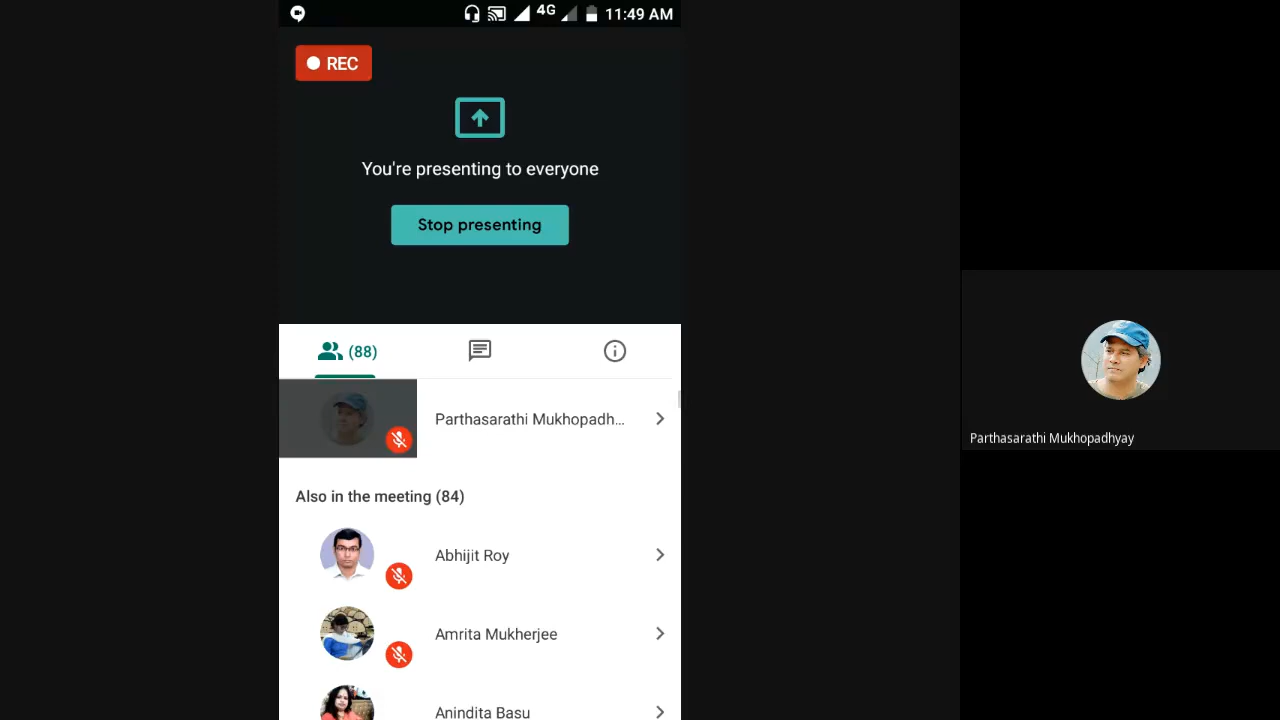 4G 11:49 AM
REC
You're presenting to everyone
Stop presenting
(88)
Parthasarathi Mukhopadh...
Also in the meeting (84)
Abhijit Roy
Amrita Mukherjee
Anindita Basu
Parthasarathi Mukhopadhyay